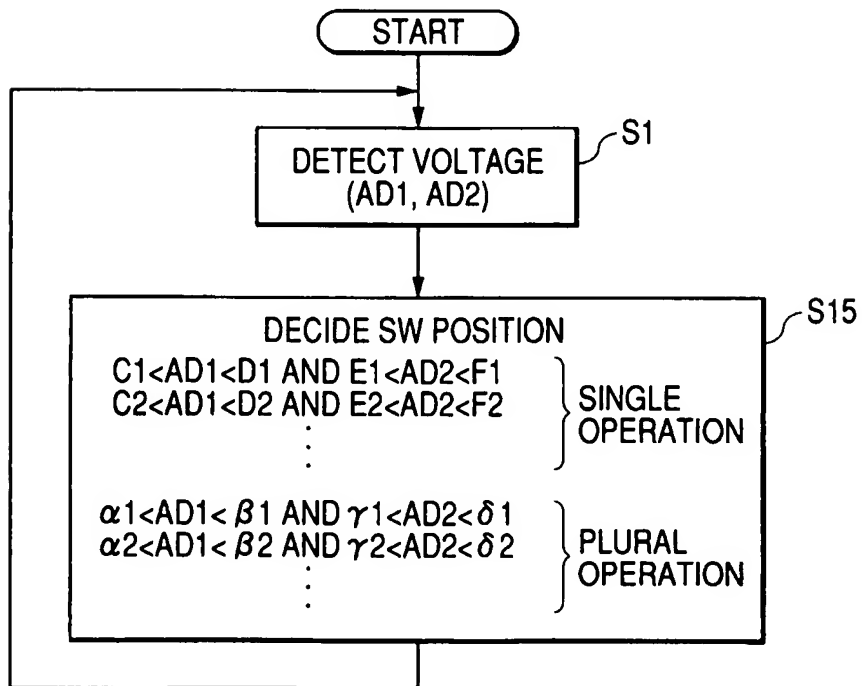 START
S1
DETECT VOLTAGE
(AD1, AD2)
S15
DECIDE SW POSITION
C1<AD1<D1 AND E1<AD2<F1
C2<AD1<D2 AND E2<AD2<F2
⋮
SINGLE
OPERATION
α1<AD1<β1 AND γ1<AD2<δ1
α2<AD1<β2 AND γ2<AD2<δ2
⋮
PLURAL
OPERATION